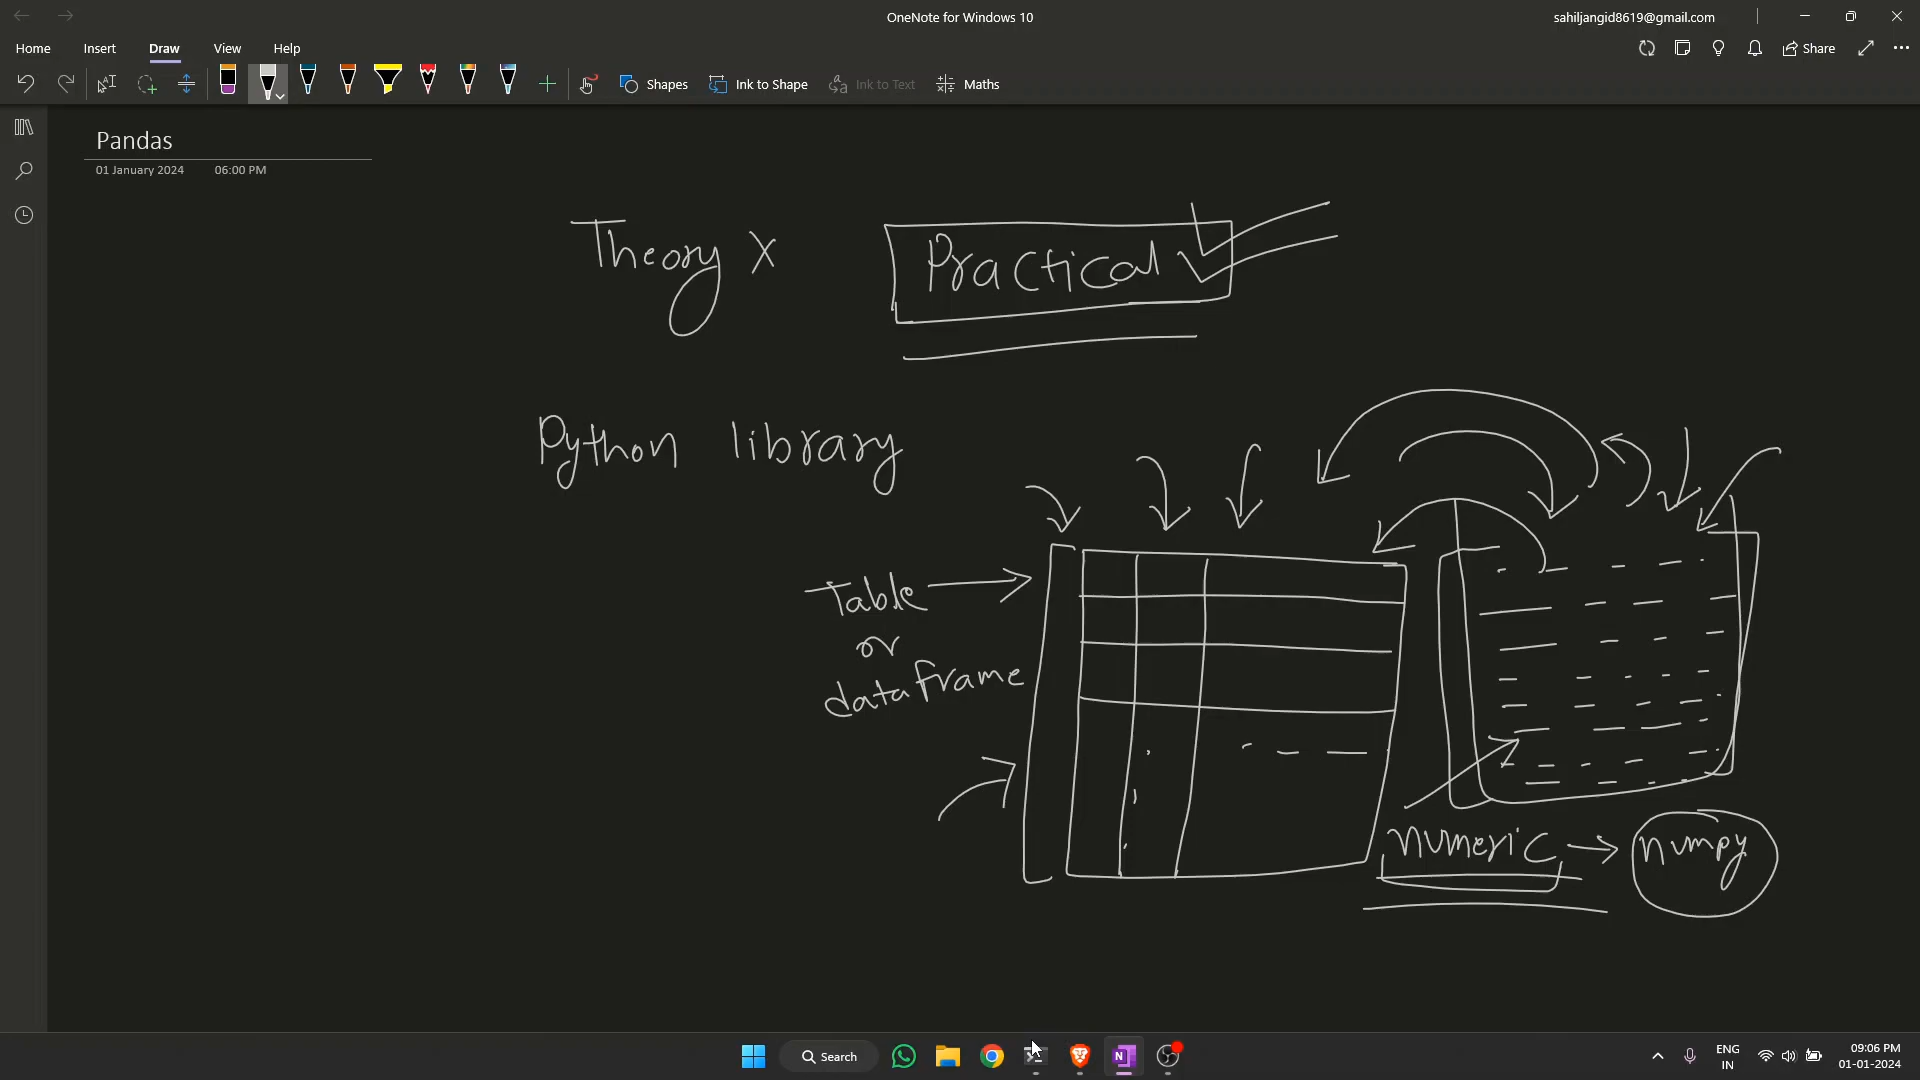 OneNote for Windows 10
sahiljangid8619@gmail.com
Home Insert Draw View Help
Share
Shapes Ink to Shape Ink to Text Maths
Pandas
01 January 2024 06:00 PM
Theory X Practical
Python library
Table
or
dataframe
numeric → numpy
Search
ENG
IN
09:06 PM
01-01-2024